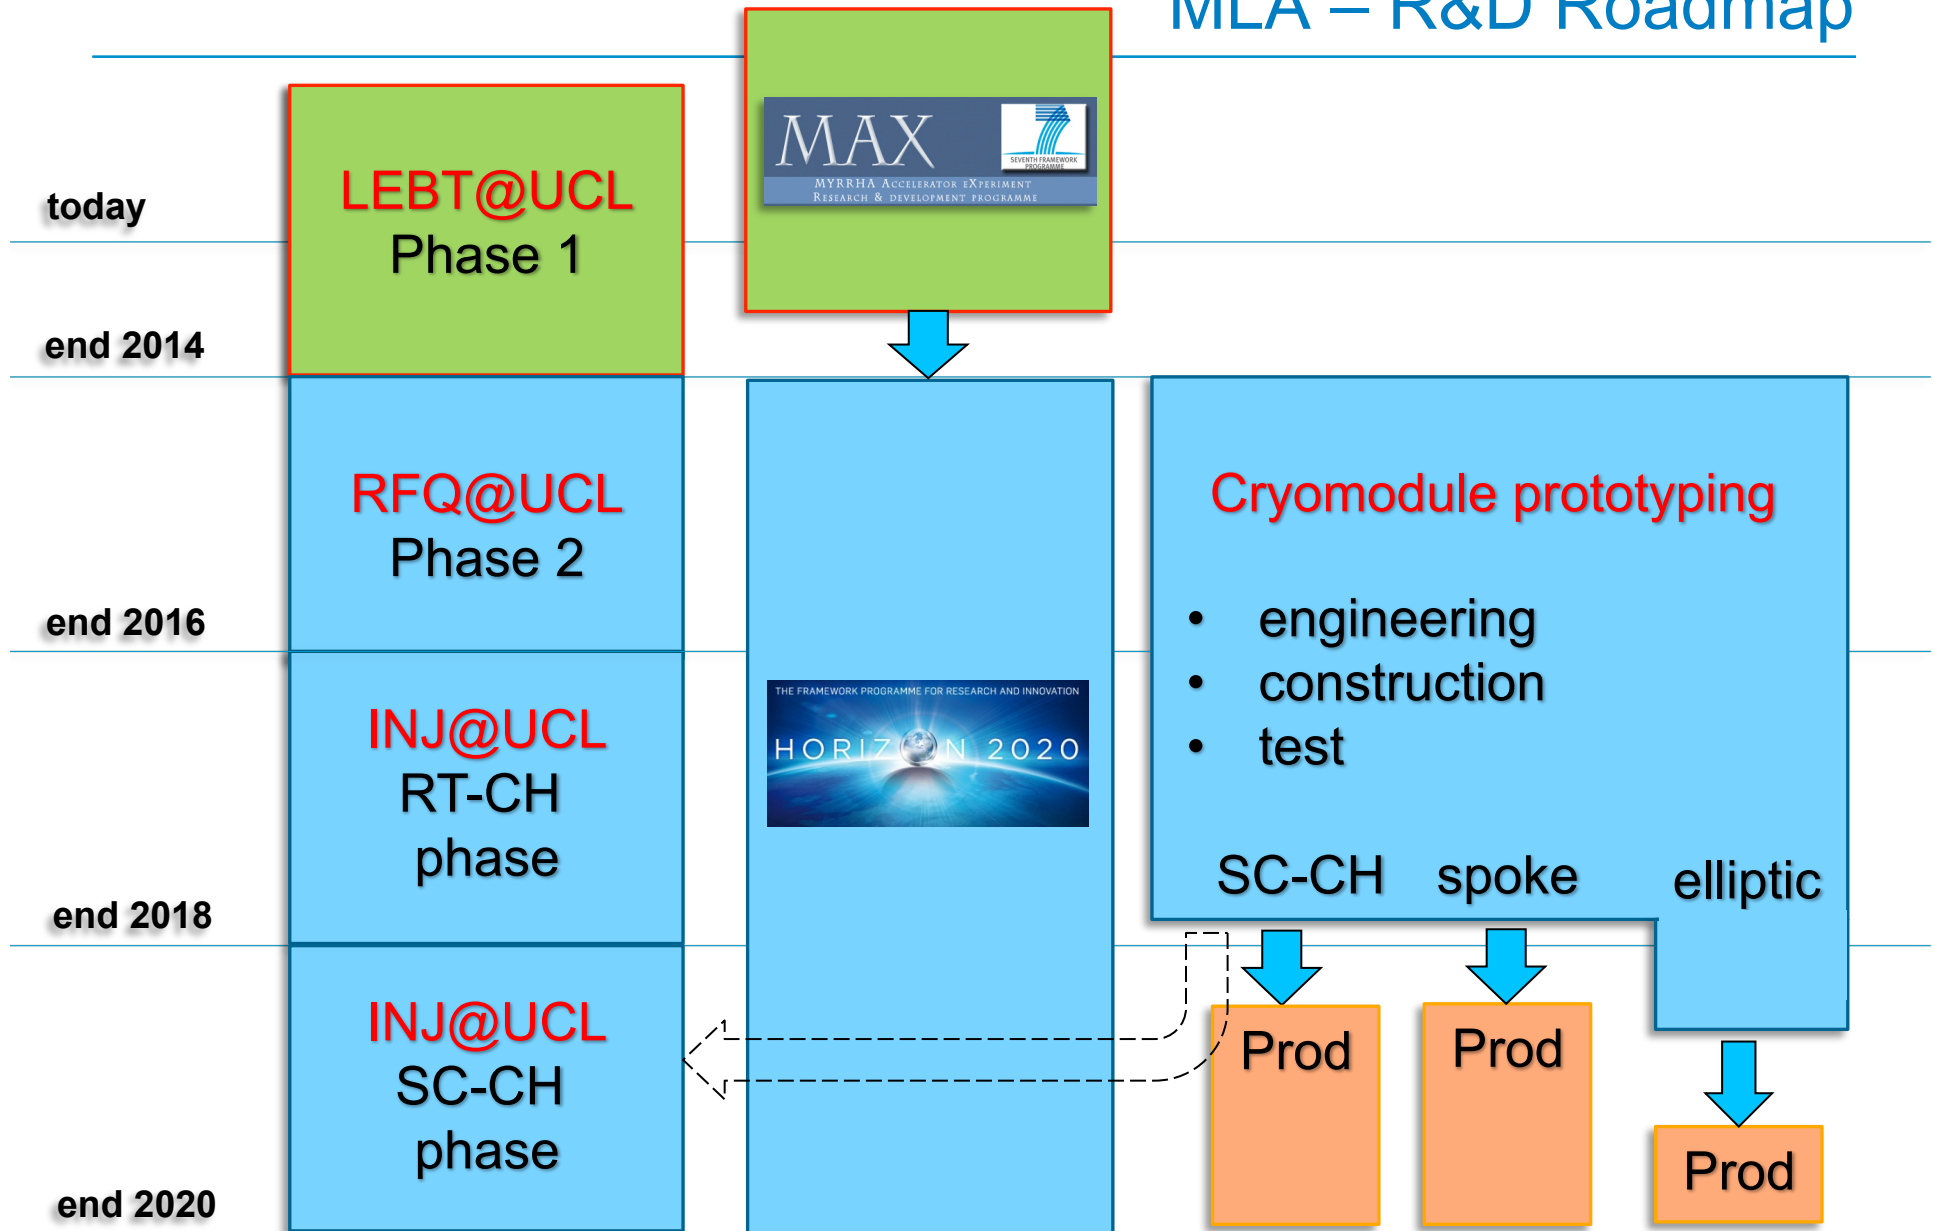 MLA – R&D Roadmap
MAX
SEVENTH FRAMEWORK
PROGRAMME
MYRRHA ACCELERATOR EXPERIMENT
RESEARCH & DEVELOPMENT PROGRAMME
today
LEBT@UCL
Phase 1
end 2014
RFQ@UCL
Phase 2
end 2016
Cryomodule prototyping
• engineering
• construction
• test
SC-CH spoke elliptic
THE FRAMEWORK PROGRAMME FOR RESEARCH AND INNOVATION
HORIZON 2020
INJ@UCL
RT-CH
phase
end 2018
INJ@UCL
SC-CH
phase
Prod
Prod
Prod
end 2020